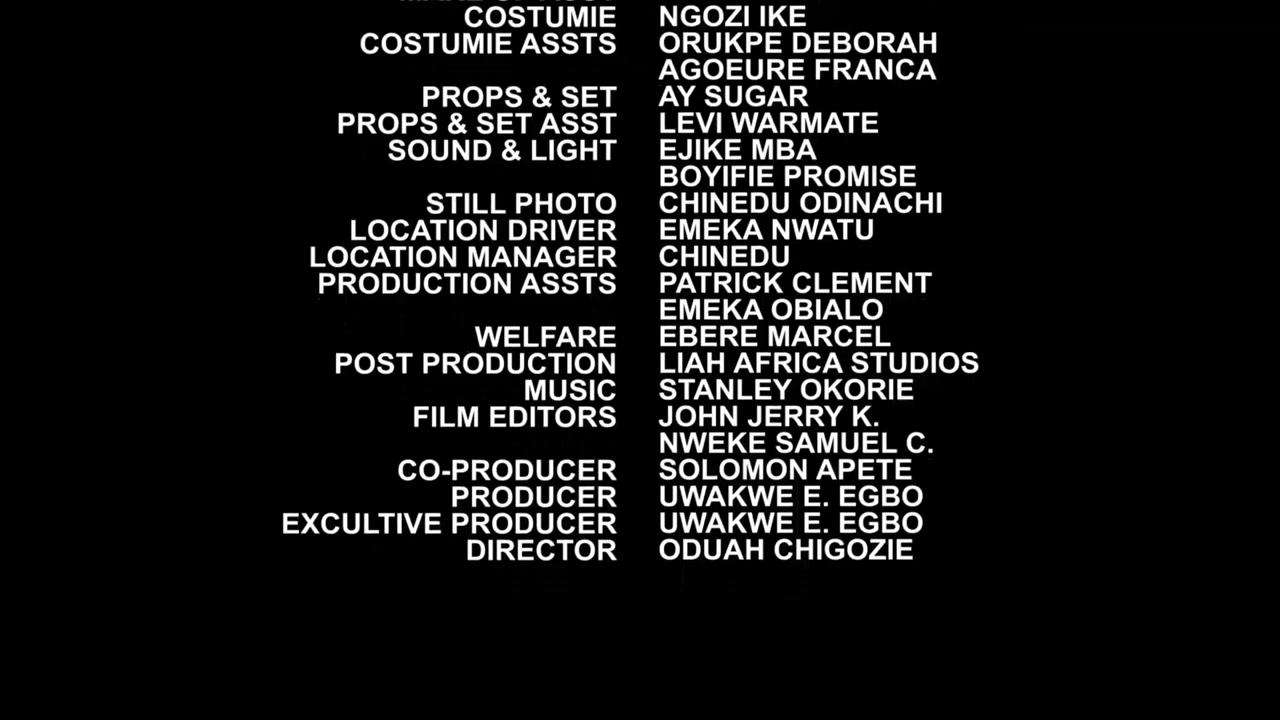 COSTUMIE NGOZI IKE
COSTUMIE ASSTS ORUKPE DEBORAH
AGOEURE FRANCA
PROPS & SET AY SUGAR
PROPS & SET ASST LEVI WARMATE
SOUND & LIGHT EJIKE MBA
BOYIFIE PROMISE
STILL PHOTO CHINEDU ODINACHI
LOCATION DRIVER EMEKA NWATU
LOCATION MANAGER CHINEDU
PRODUCTION ASSTS PATRICK CLEMENT
EMEKA OBIALO
WELFARE EBERE MARCEL
POST PRODUCTION LIAH AFRICA STUDIOS
MUSIC STANLEY OKORIE
FILM EDITORS JOHN JERRY K.
NWEKE SAMUEL C.
CO-PRODUCER SOLOMON APETE
PRODUCER UWAKWE E. EGBO
EXCULTIVE PRODUCER UWAKWE E. EGBO
DIRECTOR ODUAH CHIGOZIE